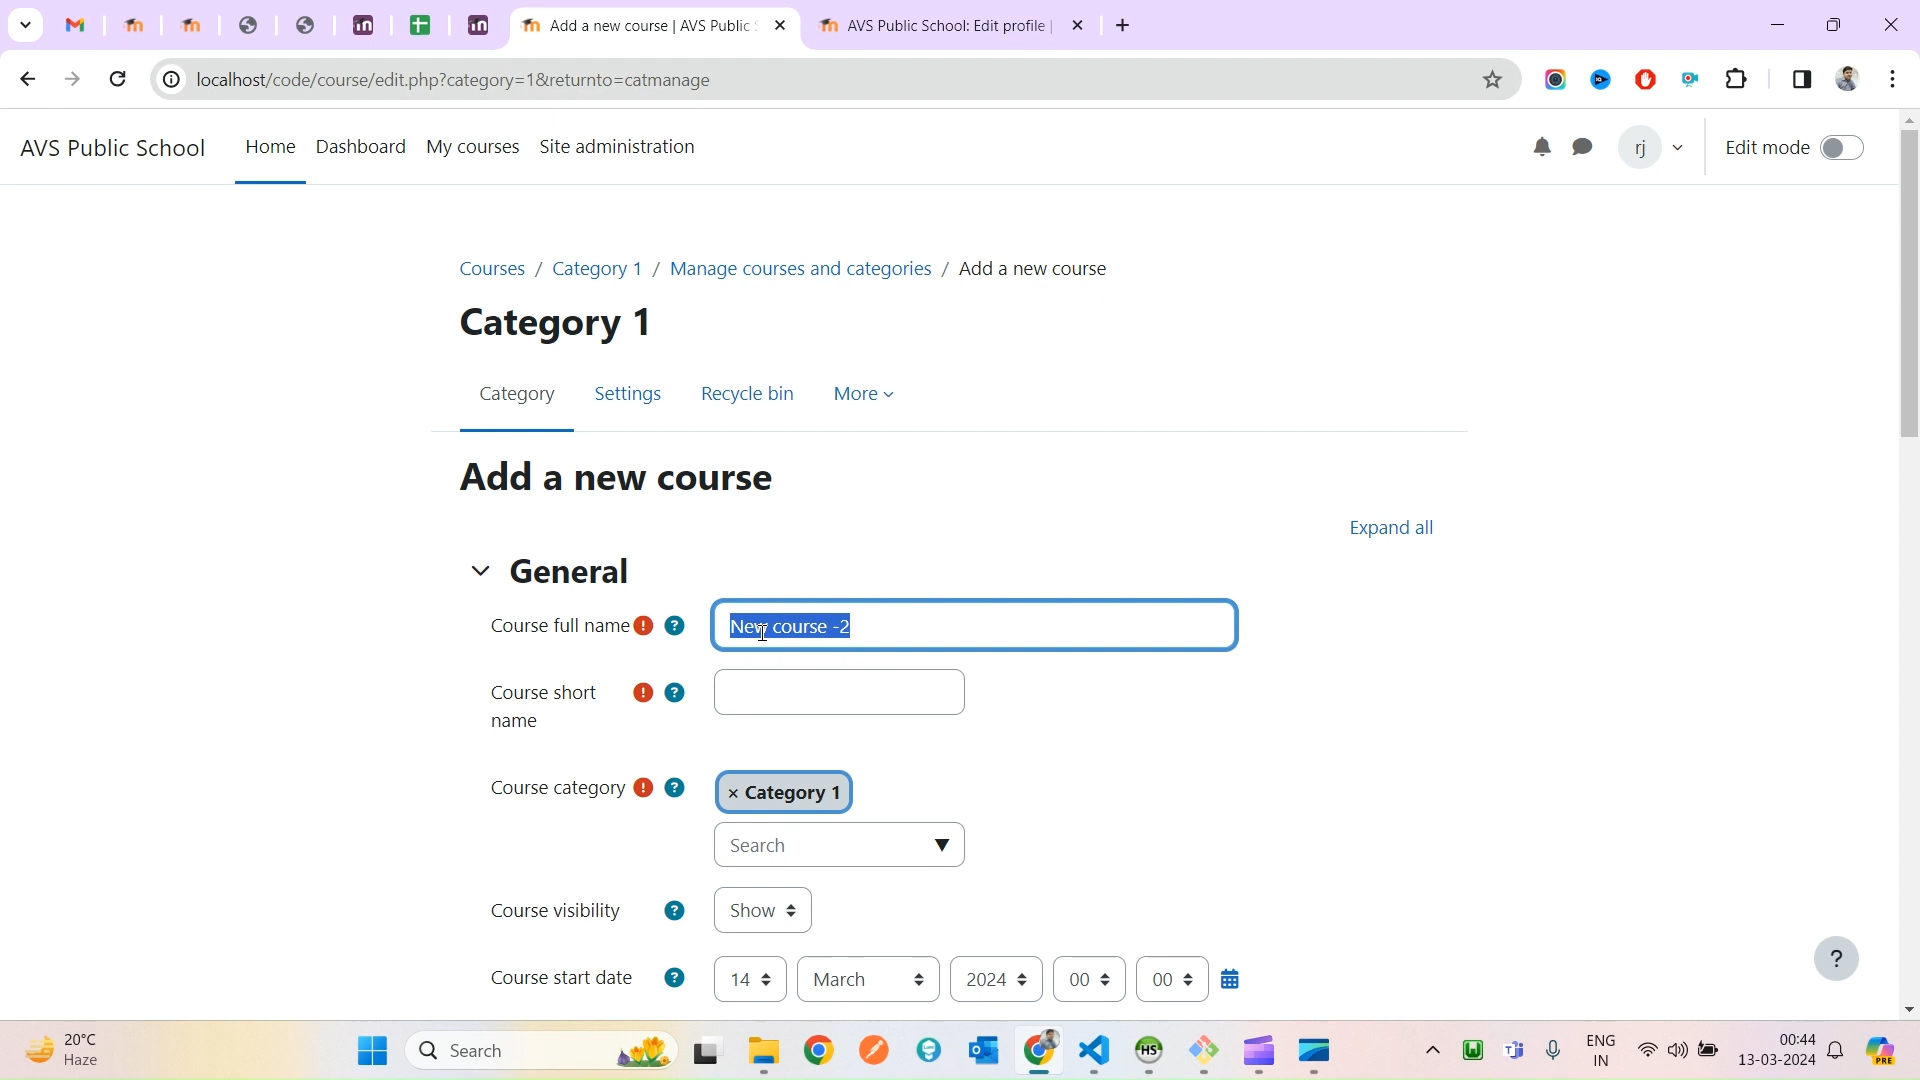 Add a new course | AVS Public S
AVS Public School: Edit profile |
localhost/code/course/edit.php?category=1&returnto=catmanage
AVS Public School
Home
Dashboard
My courses
Site administration
rj
Edit mode
Courses / Category 1 / Manage courses and categories / Add a new course
Category 1
Category
Settings
Recycle bin
More
Add a new course
Expand all
General
Course full name
New course -2
Course short
name
Course category
× Category 1
Search
Course visibility
Show
Course start date
14
March
2024
00
00
?
20°C
Haze
Search
ENG
IN
00:44
13-03-2024